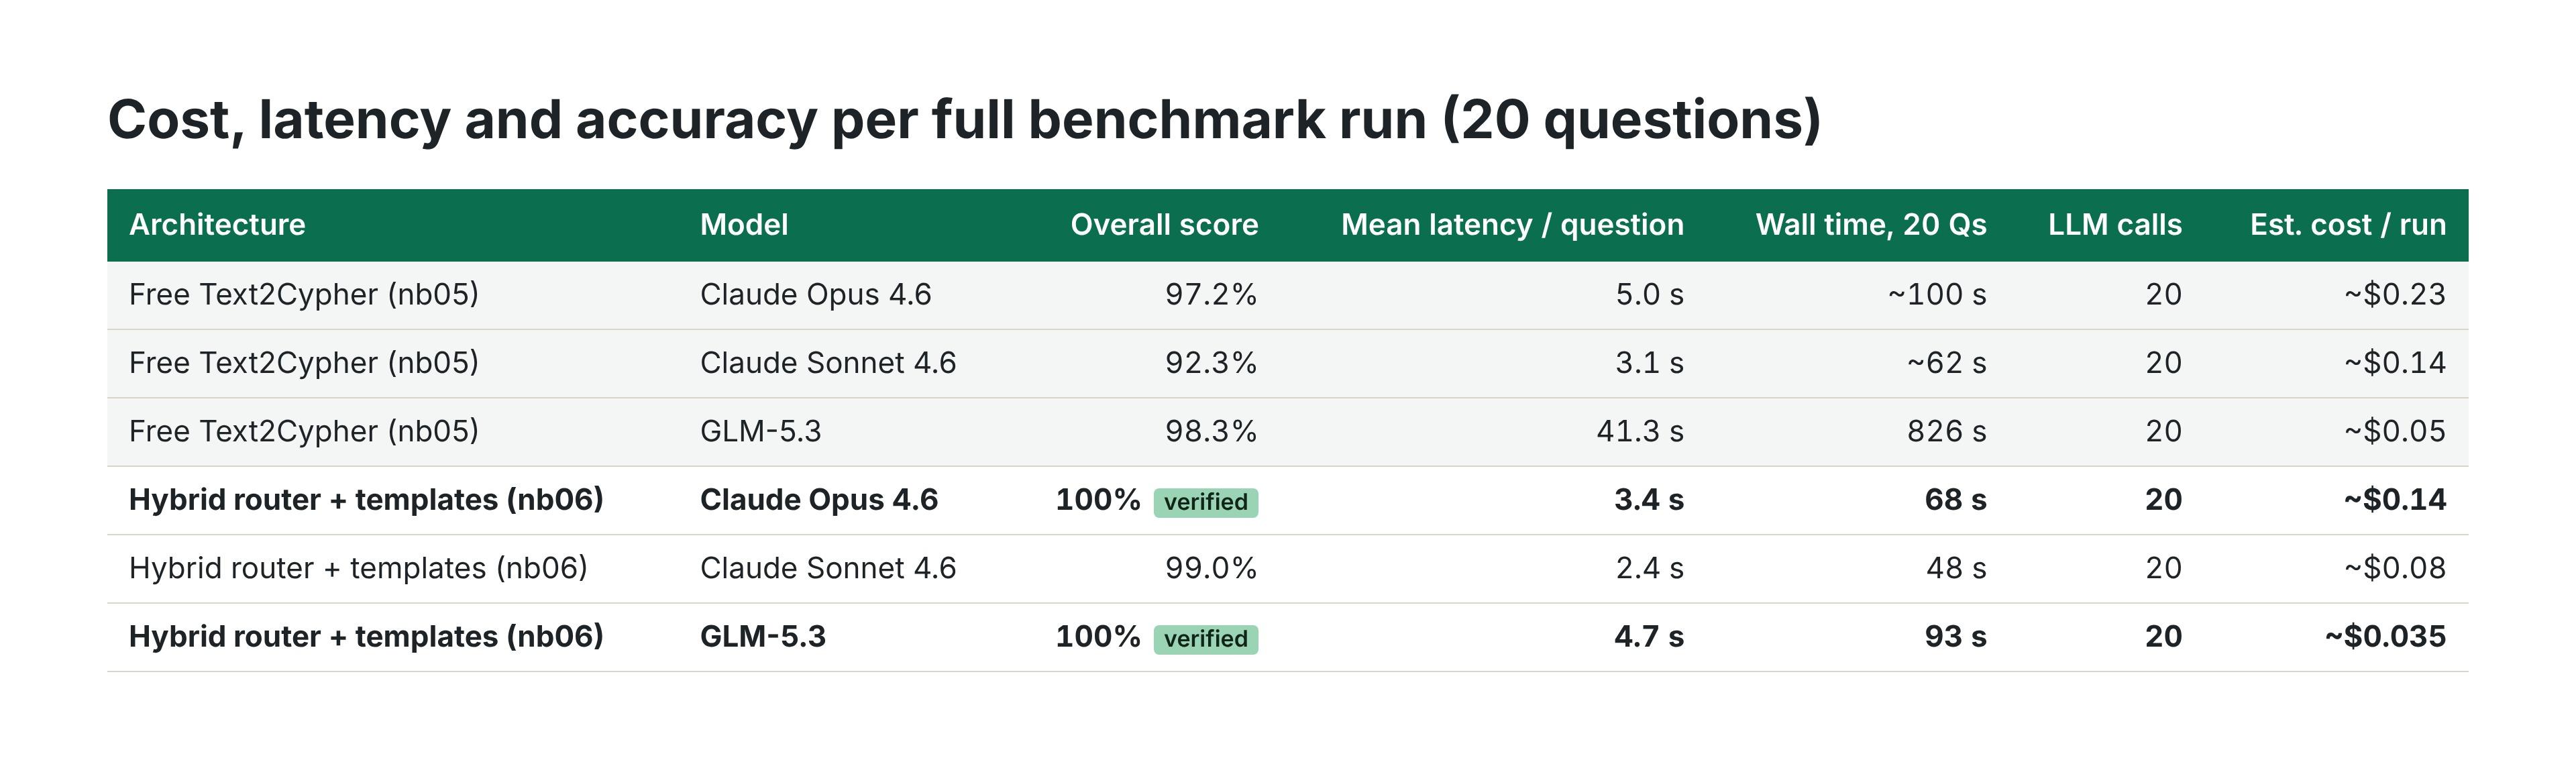 Cost, latency and accuracy per full benchmark run (20 questions)
Architecture Model Overall score Mean latency / question Wall time, 20 Qs LLM calls Est. cost / run
Free Text2Cypher (nb05) Claude Opus 4.6 97.2% 5.0 s ~100 s 20 ~$0.23
Free Text2Cypher (nb05) Claude Sonnet 4.6 92.3% 3.1 s ~62 s 20 ~$0.14
Free Text2Cypher (nb05) GLM-5.3 98.3% 41.3 s 826 s 20 ~$0.05
Hybrid router + templates (nb06) Claude Opus 4.6 100% verified 3.4 s 68 s 20 ~$0.14
Hybrid router + templates (nb06) Claude Sonnet 4.6 99.0% 2.4 s 48 s 20 ~$0.08
Hybrid router + templates (nb06) GLM-5.3 100% verified 4.7 s 93 s 20 ~$0.035